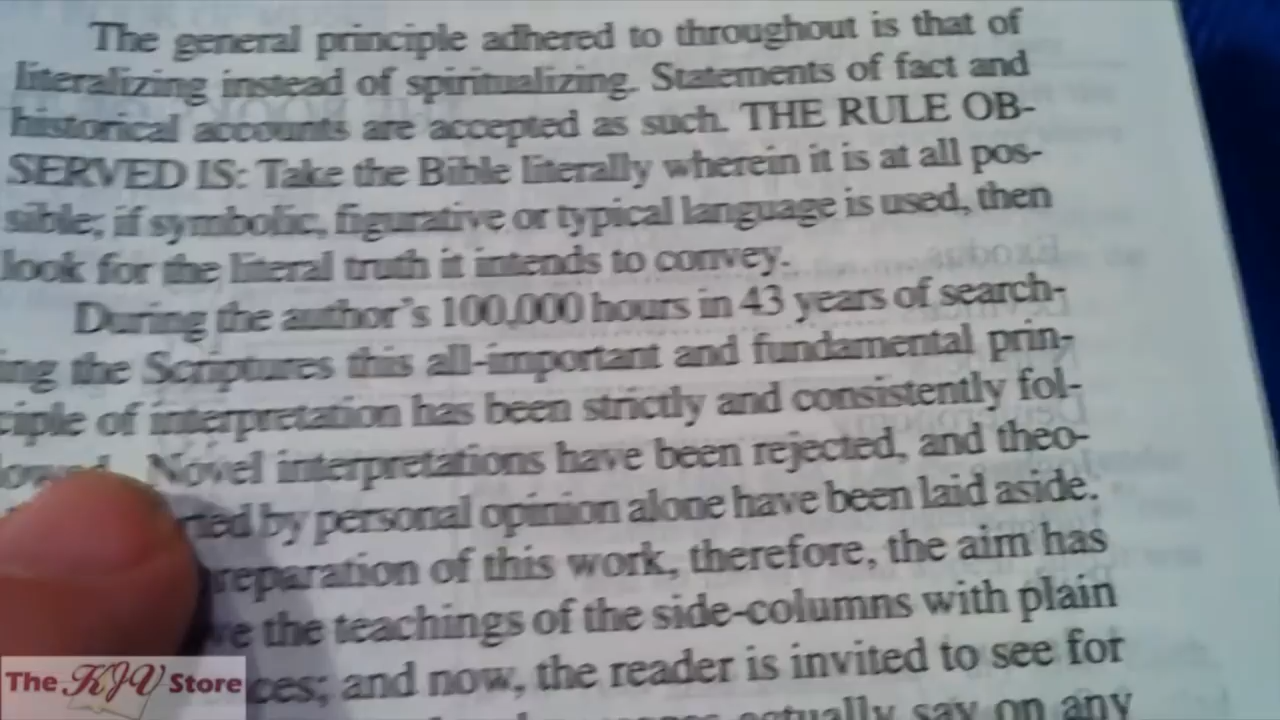 The general principle adhered to throughout is that of
literalizing instead of spiritualizing. Statements of fact and
historical accounts are accepted as such. THE RULE OB-
SERVED IS: Take the Bible literally wherein it is at all pos-
sible; if symbolic, figurative or typical language is used, then
look for the literal truth it intends to convey.
During the author's 100,000 hours in 43 years of search-
ing the Scriptures this all-important and fundamental prin-
ciple of interpretation has been strictly and consistently fol-
Novel interpretations have been rejected, and theo-
by personal opinion alone have been laid aside.
of this work, therefore, the aim has
the teachings of the side-columns with plain
and now, the reader is invited to see for
actually say on any
The KJV Store